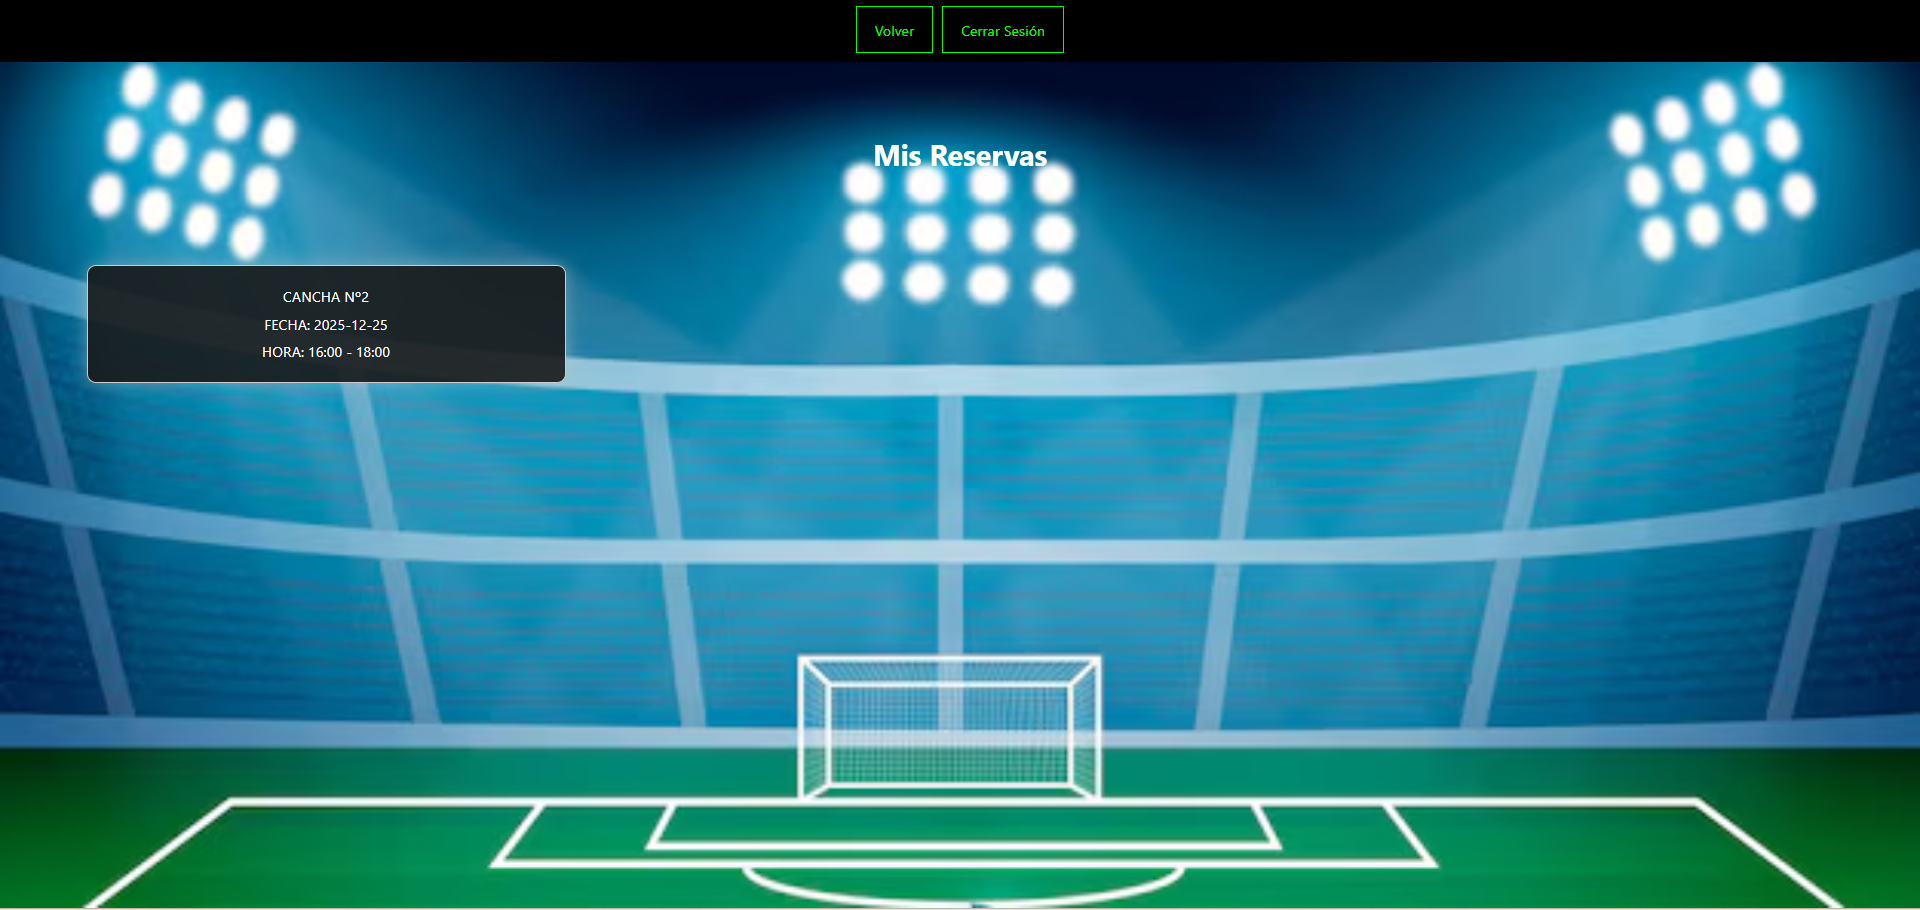 Volver Cerrar Sesión
Mis Reservas
CANCHA Nº2
FECHA: 2025-12-25
HORA: 16:00 - 18:00